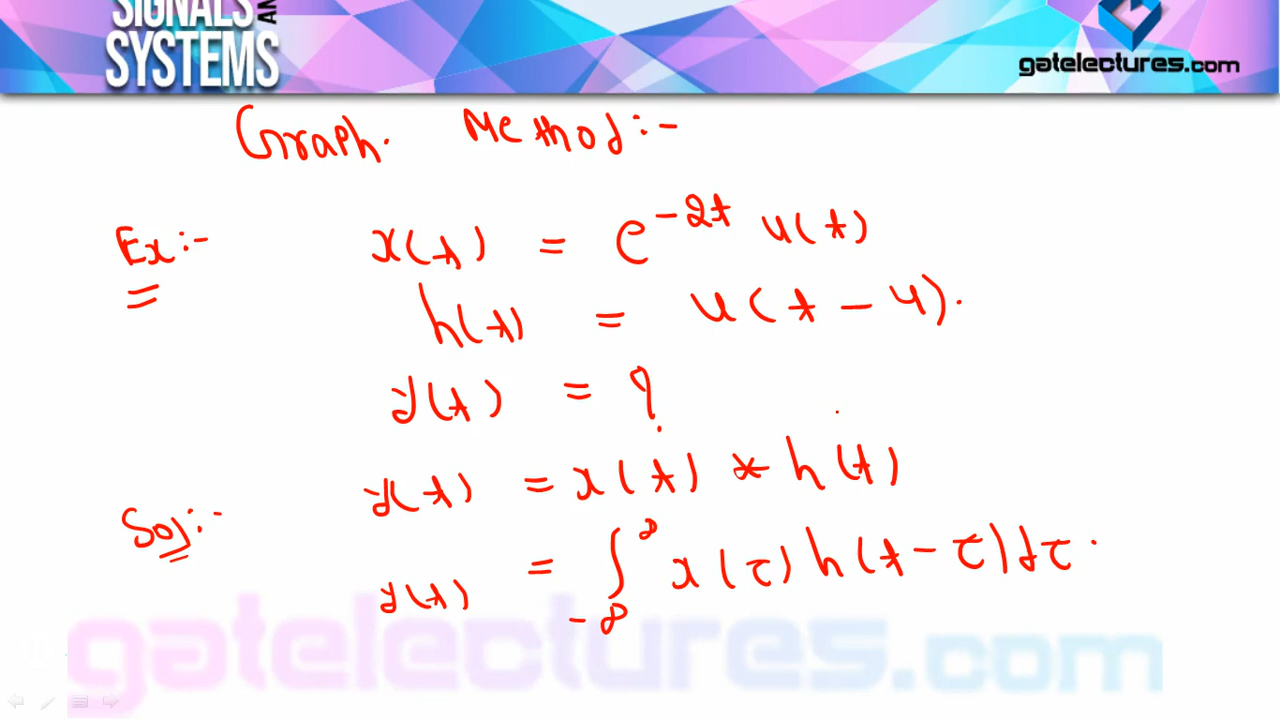 SIGNALS AND
SYSTEMS
gatelectures.com
Graph. Method:-
Ex:- x(t) = e^{-2t} u(t)
h(t) = u(t - 4).
y(t) = ?
Sol:- y(t) = x(t) * h(t)
y(t) = ∫_{-∞}^{∞} x(τ) h(t - τ) dτ.
gatelectures.com